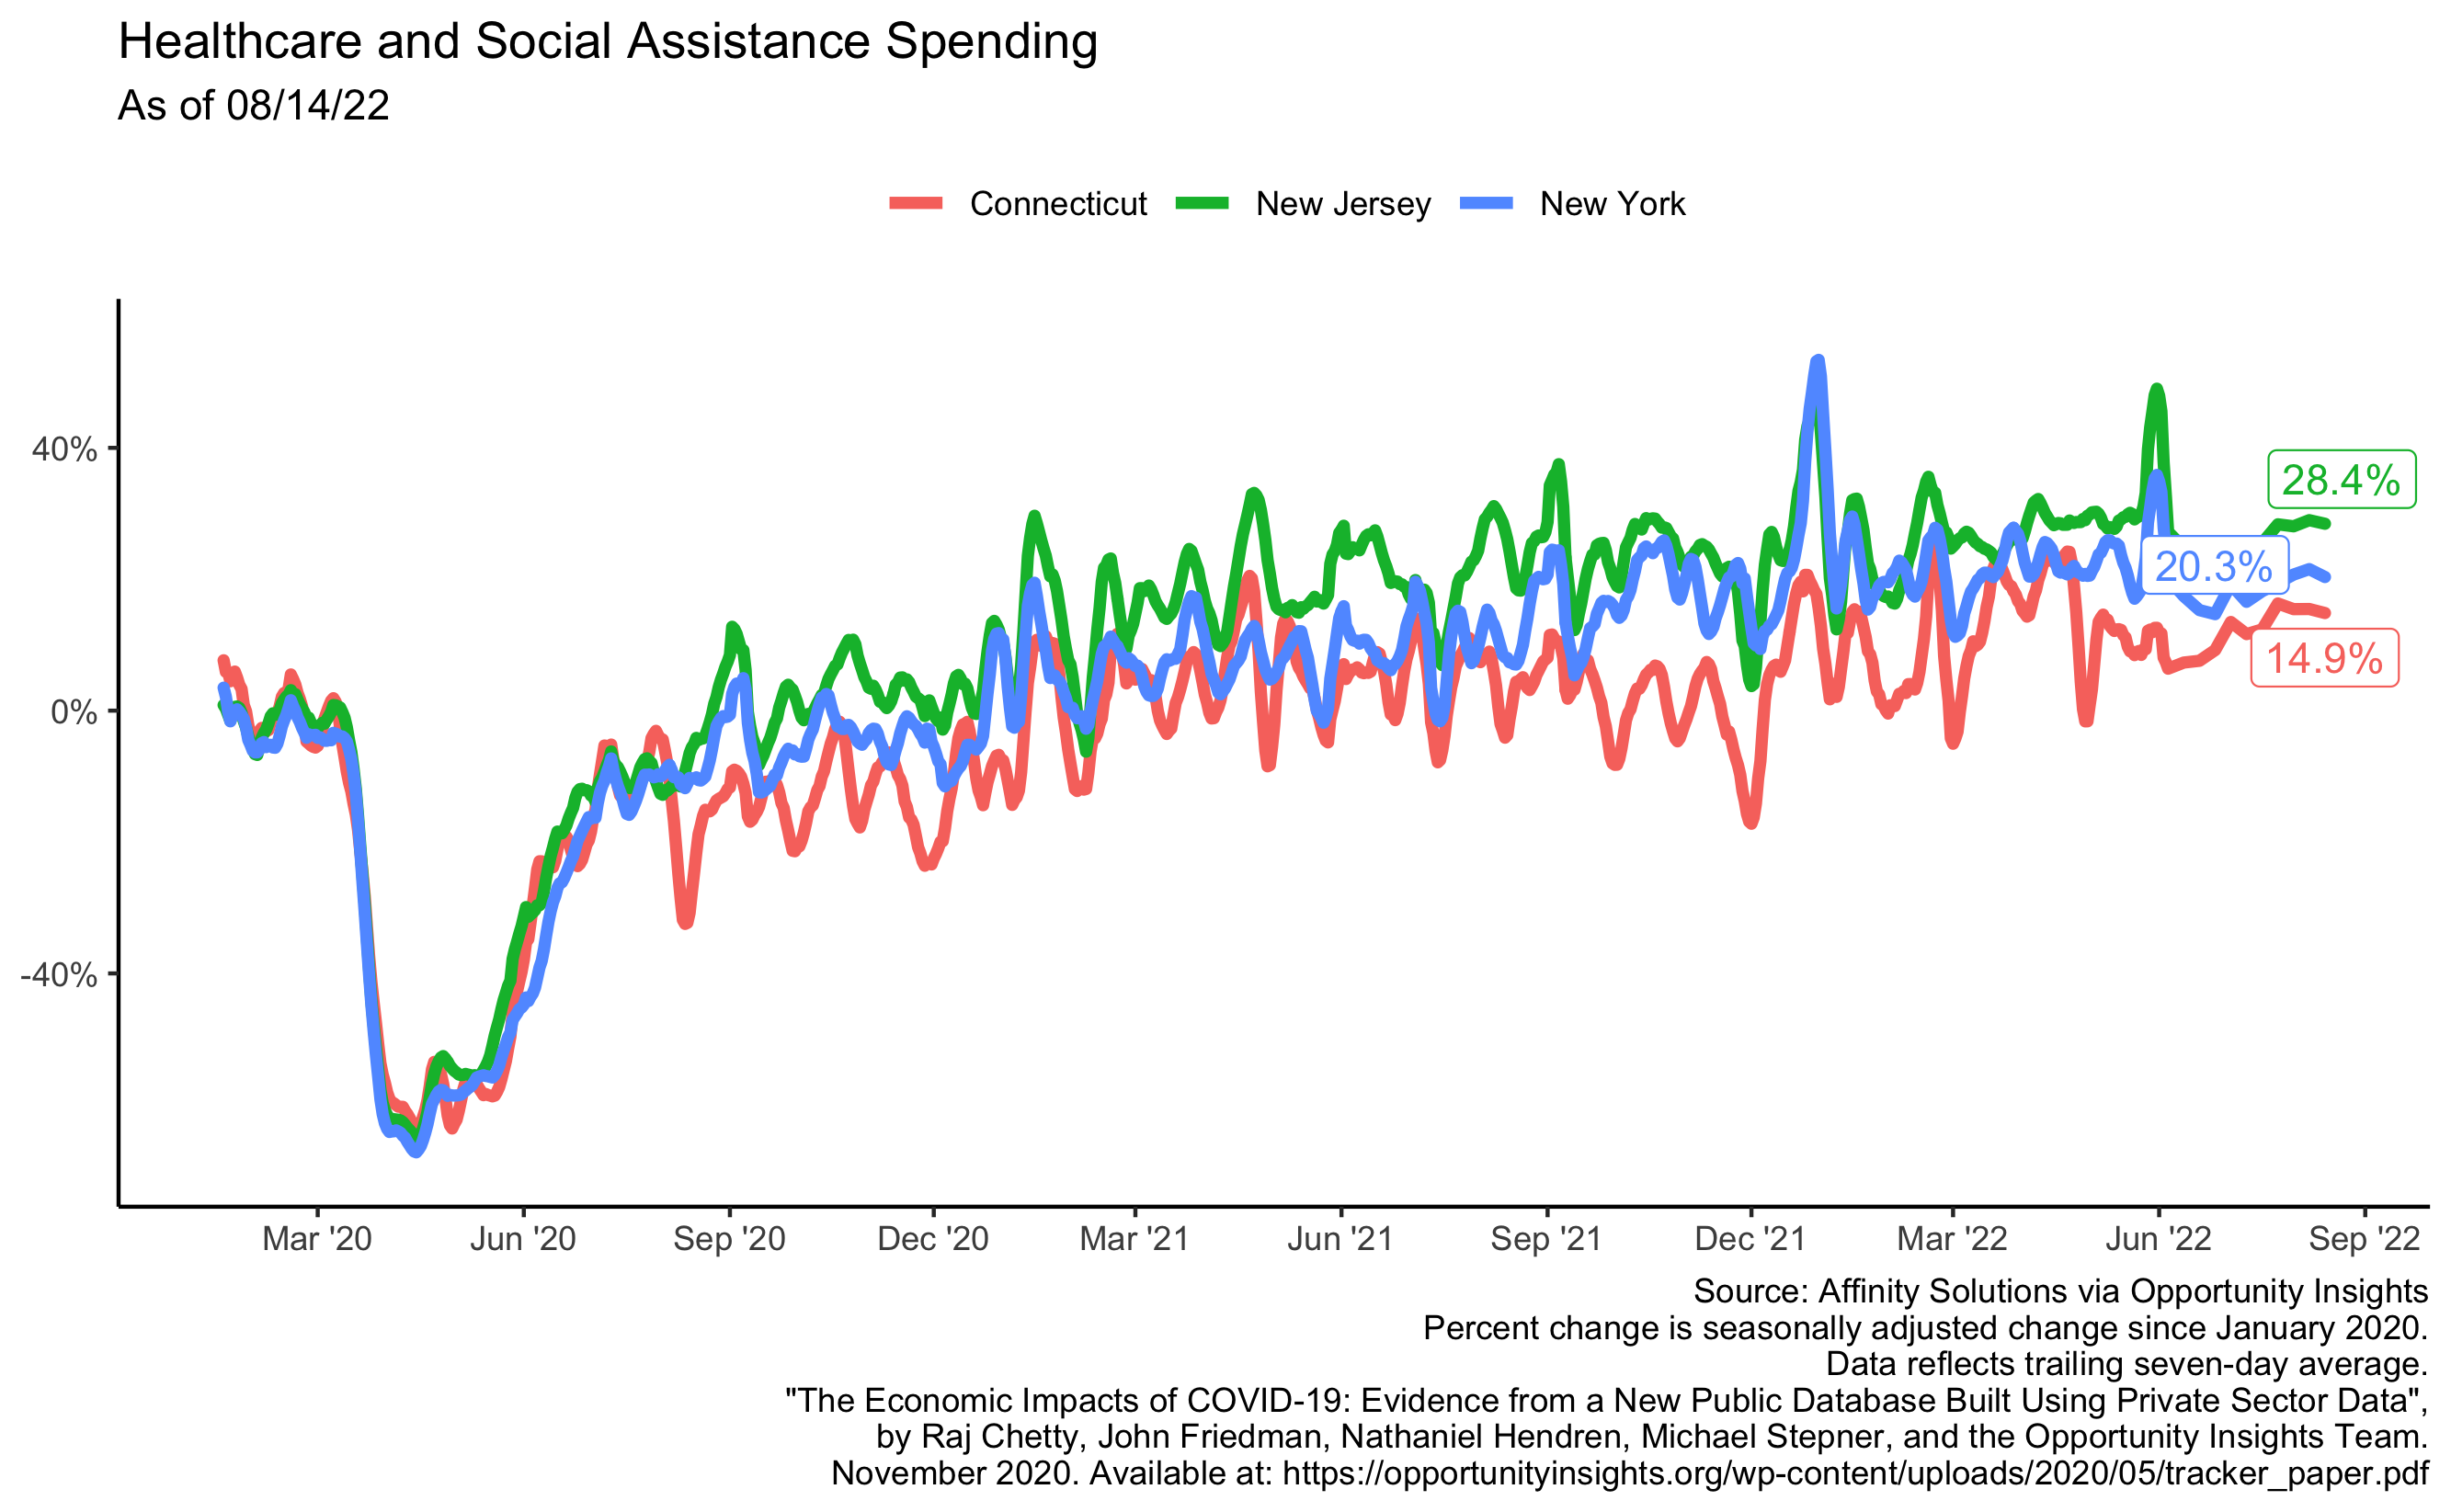 Healthcare and Social Assistance Spending
As of 08/14/22
Connecticut New Jersey New York
40%
0%
-40%
28.4%
20.3%
14.9%
Mar '20 Jun '20 Sep '20 Dec '20 Mar '21 Jun '21 Sep '21 Dec '21 Mar '22 Jun '22 Sep '22
Source: Affinity Solutions via Opportunity Insights
Percent change is seasonally adjusted change since January 2020.
Data reflects trailing seven-day average.
"The Economic Impacts of COVID-19: Evidence from a New Public Database Built Using Private Sector Data",
by Raj Chetty, John Friedman, Nathaniel Hendren, Michael Stepner, and the Opportunity Insights Team.
November 2020. Available at: https://opportunityinsights.org/wp-content/uploads/2020/05/tracker_paper.pdf